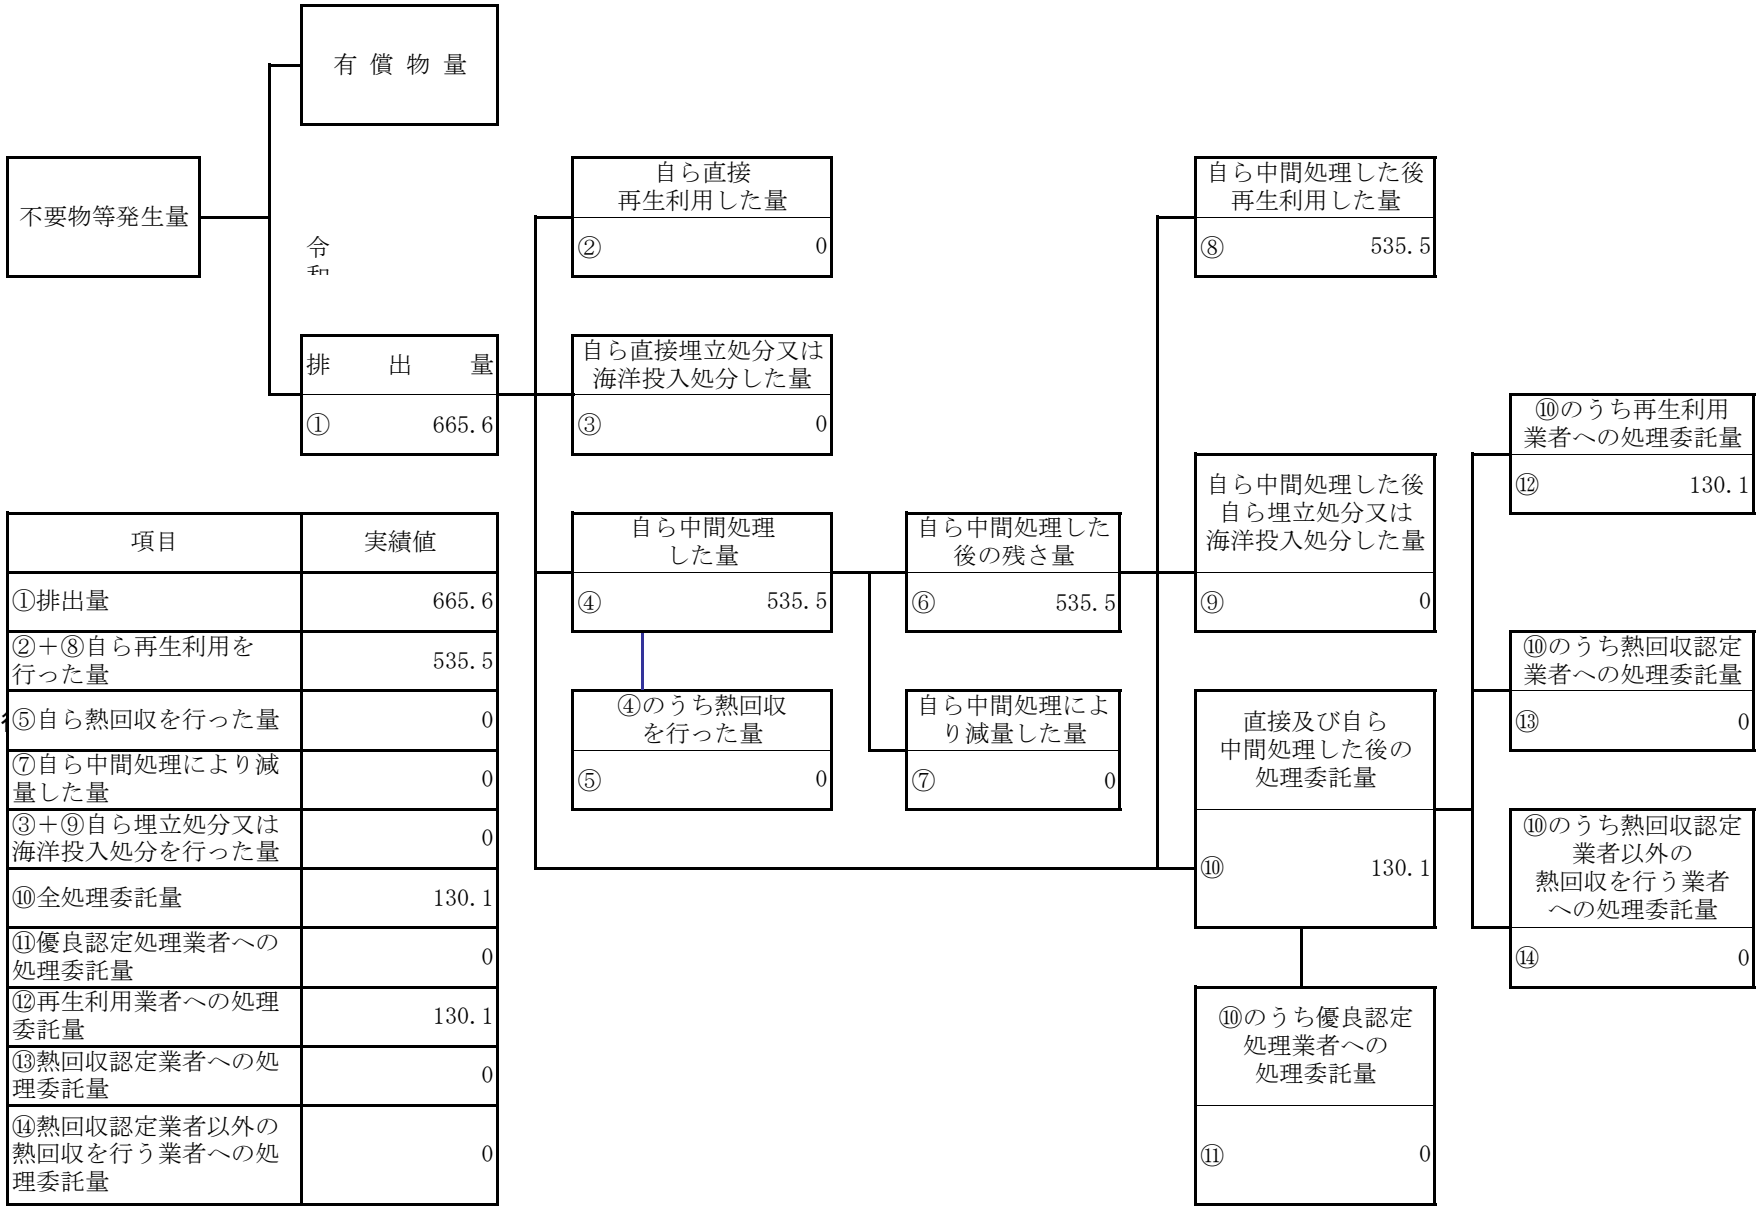 有償物量
不要物等発生量
令
和
自ら直接
再生利用した量
② 0
自ら中間処理した後
再生利用した量
⑧ 535.5
排出量
① 665.6
自ら直接埋立処分又は
海洋投入処分した量
③ 0
⑩のうち再生利用
業者への処理委託量
⑫ 130.1
自ら中間処理
した量
④ 535.5
自ら中間処理した
後の残さ量
⑥ 535.5
自ら中間処理した後
自ら埋立処分又は
海洋投入処分した量
⑨ 0
⑩のうち熱回収認定
業者への処理委託量
⑬ 0
④のうち熱回収
を行った量
⑤ 0
自ら中間処理によ
り減量した量
⑦ 0
直接及び自ら
中間処理した後の
処理委託量
⑩ 130.1
⑩のうち熱回収認定
業者以外の
熱回収を行う業者
への処理委託量
⑭ 0
⑩のうち優良認定
処理業者への
処理委託量
⑪ 0
項目 実績値
①排出量 665.6
②＋⑧自ら再生利用を
行った量 535.5
⑤自ら熱回収を行った量 0
⑦自ら中間処理により減
量した量 0
③＋⑨自ら埋立処分又は
海洋投入処分を行った量 0
⑩全処理委託量 130.1
⑪優良認定処理業者への
処理委託量 0
⑫再生利用業者への処理
委託量 130.1
⑬熱回収認定業者への処
理委託量 0
⑭熱回収認定業者以外の
熱回収を行う業者への処
理委託量 0